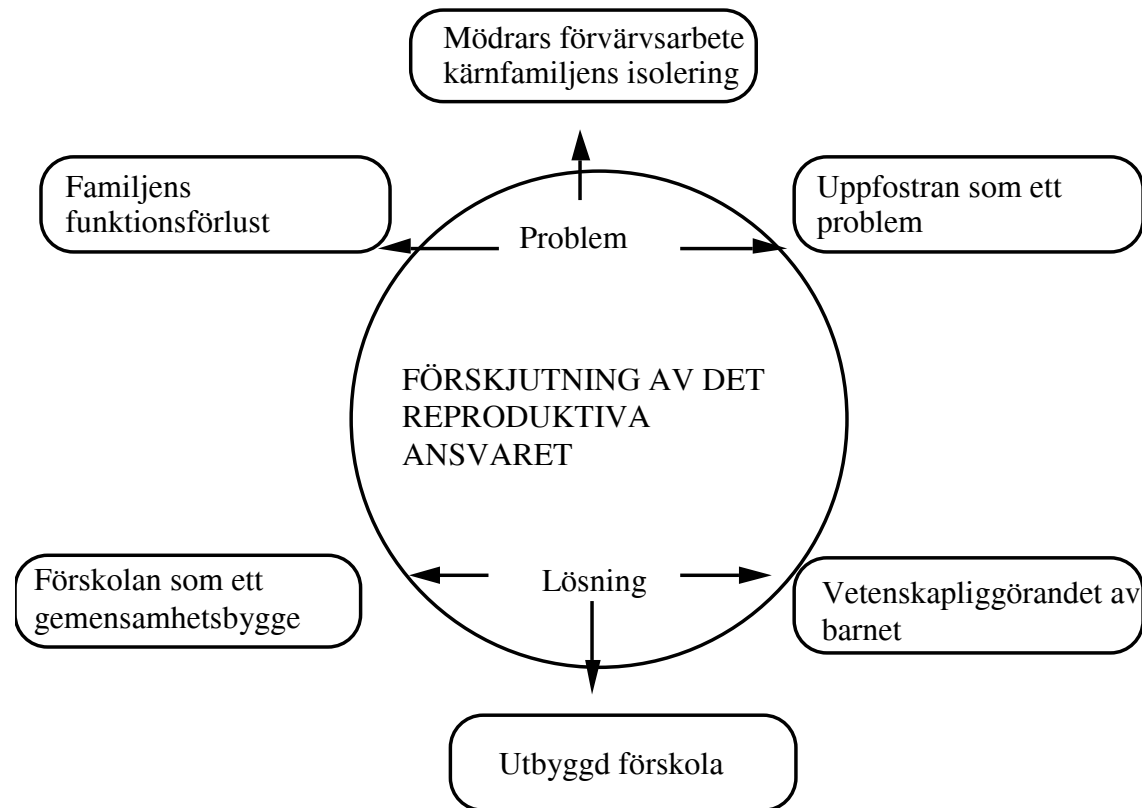 Mödrars förvärvsarbete
kärnfamiljens isolering
Familjens
funktionsförlust
Uppfostran som ett
problem
Problem
FÖRSKJUTNING AV DET
REPRODUKTIVA
ANSVARET
Lösning
Förskolan som ett
gemensamhetsbygge
Vetenskapliggörandet av
barnet
Utbyggd förskola